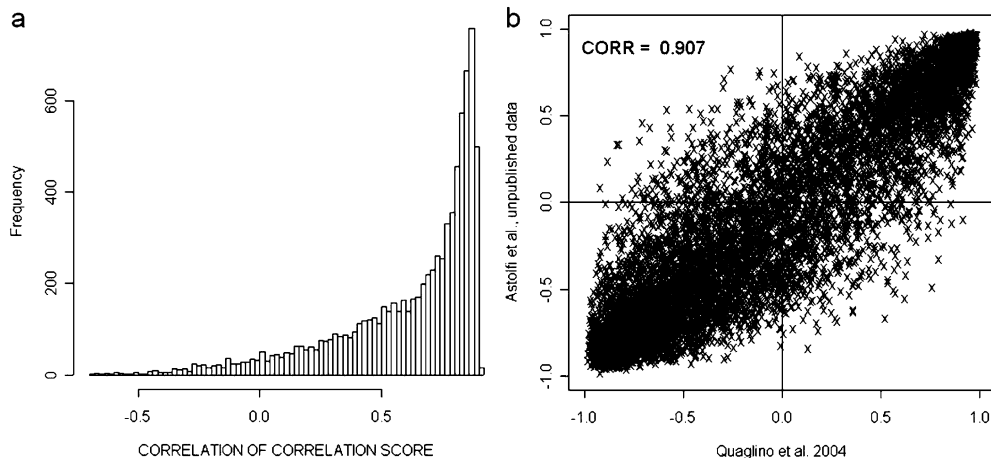 a
Frequency
600
400
200
0
-0.5
0.0
0.5
CORRELATION OF CORRELATION SCORE
b
CORR = 0.907
Astolfi et al., unpublished data
1.0
0.5
0.0
-0.5
-1.0
-1.0
-0.5
0.0
0.5
1.0
Quaglino et al. 2004